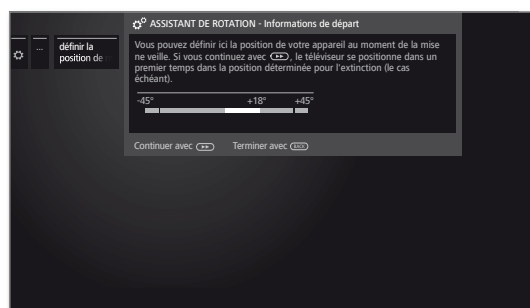 ASSISTANT DE ROTATION - Informations de départ
...
définir la
position de
Vous pouvez définir ici la position de votre appareil au moment de la mise
ne veille. Si vous continuez avec, le téléviseur se positionne dans un
premier temps dans la position déterminée pour l'extinction (le cas
échéant).
-45° +18° +45°
Continuer avec Terminer avec BACK